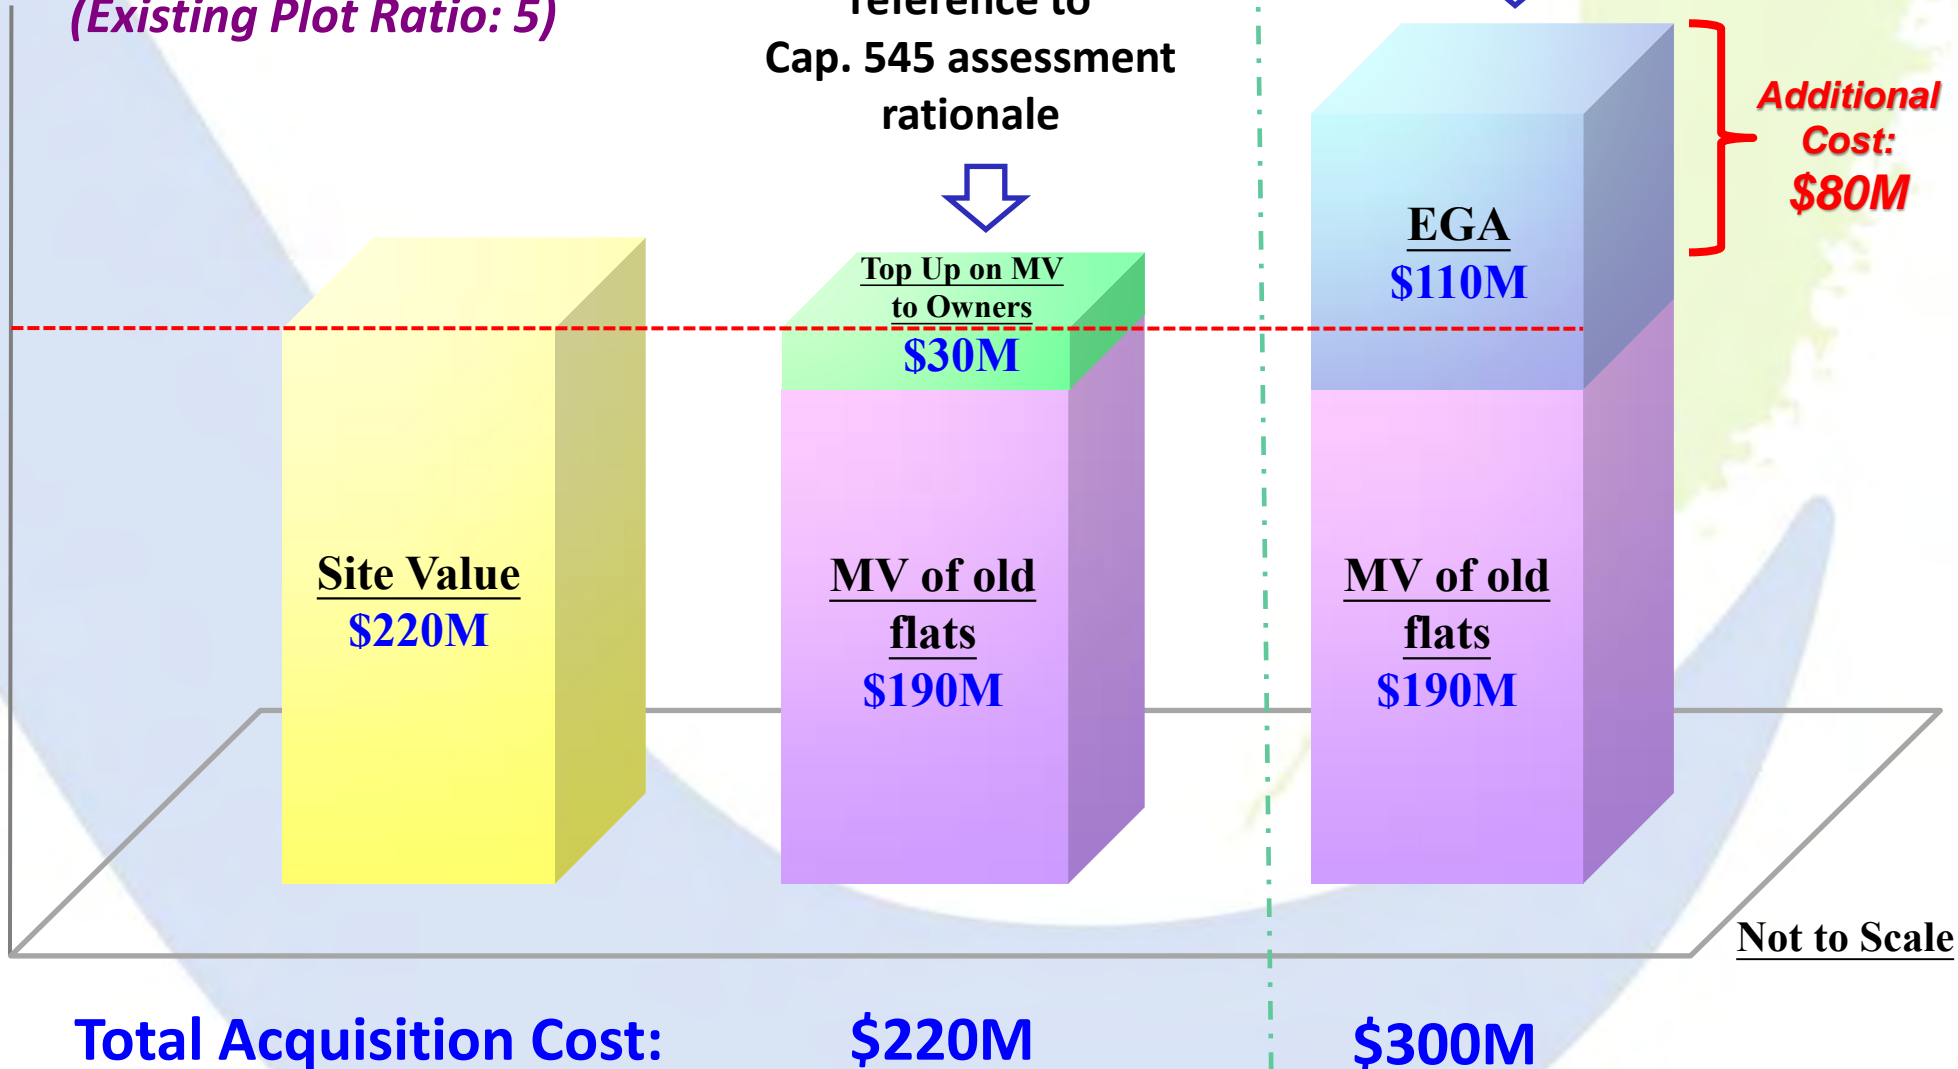 (Existing Plot Ratio: 5)
reference to
Cap. 545 assessment
rationale
Additional
Cost:
$80M
EGA
$110M
Top Up on MV
to Owners
$30M
Site Value
$220M
MV of old
flats
$190M
MV of old
flats
$190M
Not to Scale
Total Acquisition Cost:
$220M
$300M